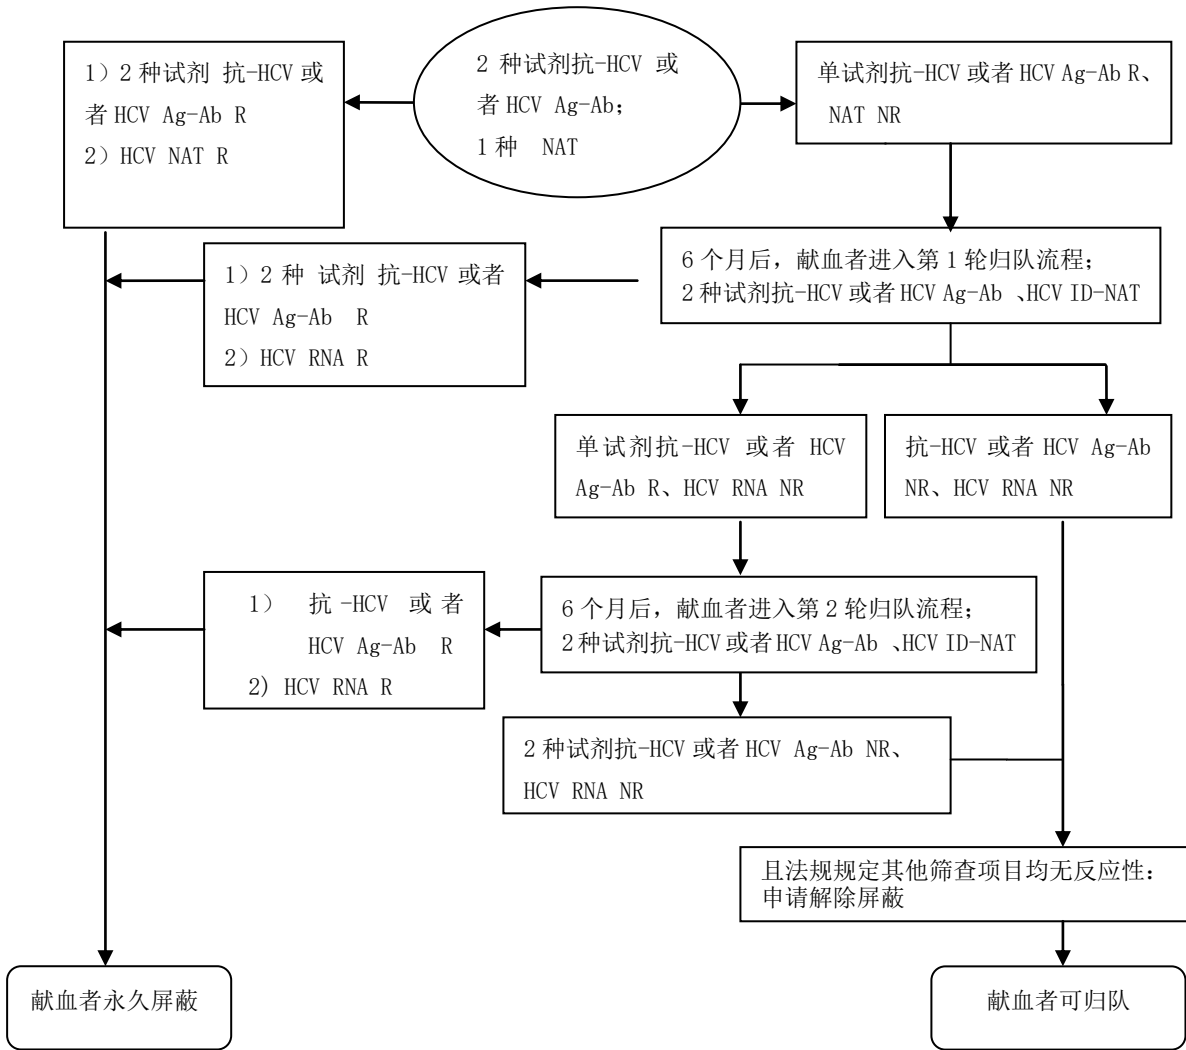 1）2 种试剂 抗-HCV 或
者 HCV Ag-Ab R
2）HCV NAT R
2 种试剂抗-HCV 或
者 HCV Ag-Ab；
1 种 NAT
单试剂抗-HCV 或者 HCV Ag-Ab R、
NAT NR
6 个月后，献血者进入第 1 轮归队流程；
2 种试剂抗-HCV 或者 HCV Ag-Ab 、HCV ID-NAT
1）2 种 试剂 抗-HCV 或者
HCV Ag-Ab R
2）HCV RNA R
单试剂抗-HCV 或者 HCV
Ag-Ab R、HCV RNA NR
抗-HCV 或者 HCV Ag-Ab
NR、HCV RNA NR
1） 抗-HCV 或者
HCV Ag-Ab R
2) HCV RNA R
6 个月后，献血者进入第 2 轮归队流程；
2 种试剂抗-HCV 或者 HCV Ag-Ab 、HCV ID-NAT
2 种试剂抗-HCV 或者 HCV Ag-Ab NR、
HCV RNA NR
且法规规定其他筛查项目均无反应性：
申请解除屏蔽
献血者永久屏蔽
献血者可归队